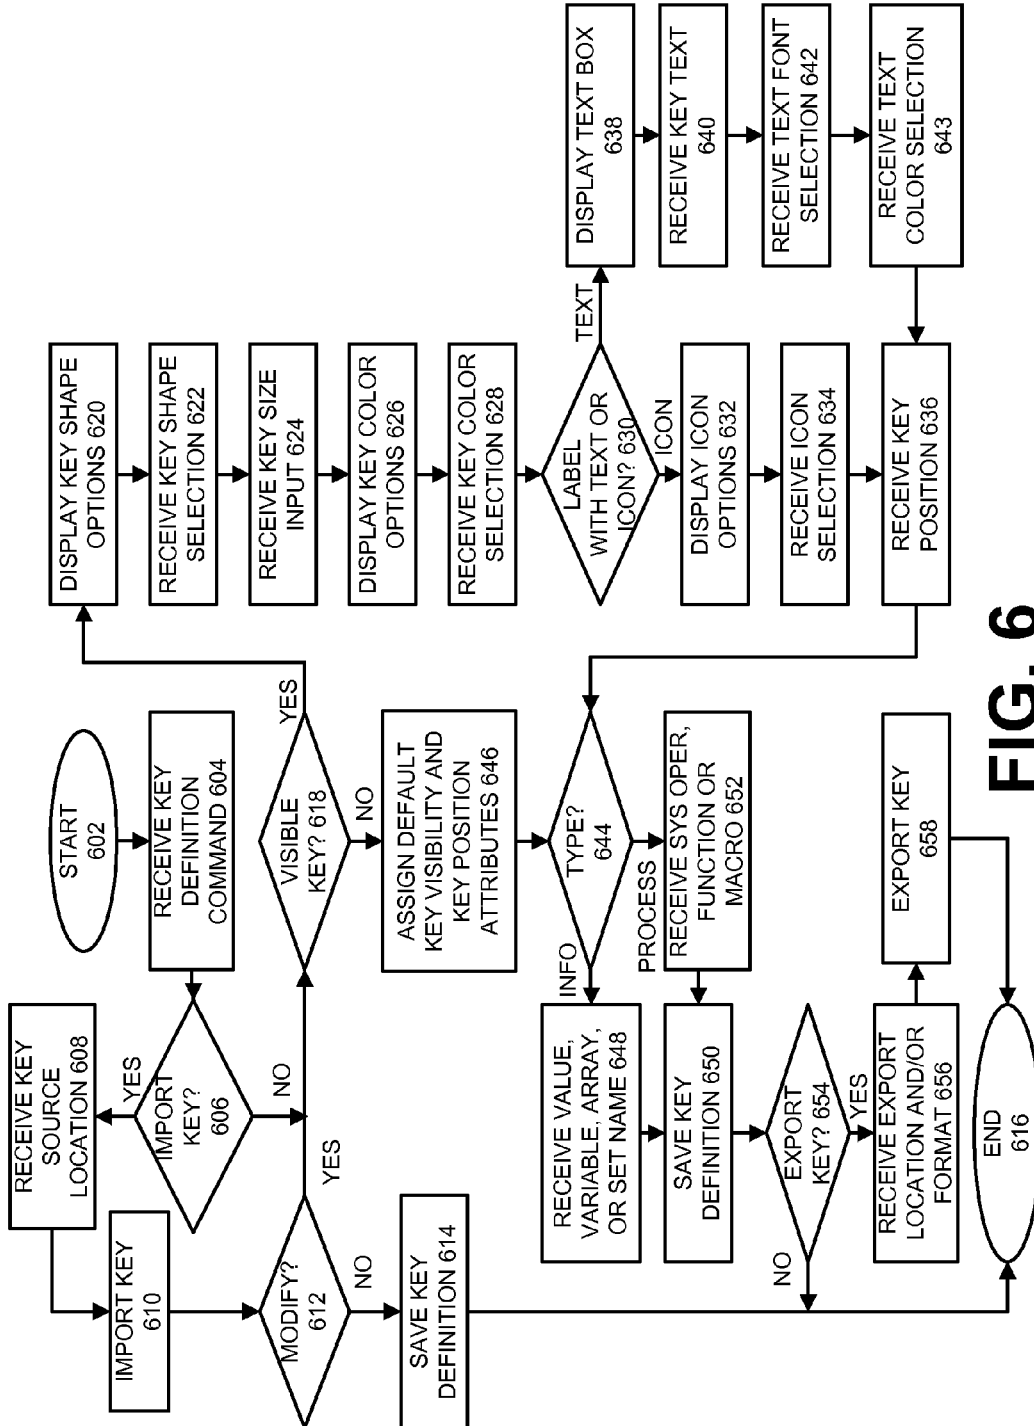 START
602
RECEIVE KEY
DEFINITION
COMMAND 604
IMPORT
KEY?
606
YES
NO
RECEIVE KEY
SOURCE
LOCATION 608
IMPORT KEY
610
MODIFY?
612
YES
NO
SAVE KEY
DEFINITION 614
VISIBLE
KEY? 618
YES
NO
DISPLAY KEY SHAPE
OPTIONS 620
RECEIVE KEY SHAPE
SELECTION 622
RECEIVE KEY SIZE
INPUT 624
DISPLAY KEY COLOR
OPTIONS 626
RECEIVE KEY COLOR
SELECTION 628
LABEL
WITH TEXT OR
ICON? 630
TEXT
ICON
DISPLAY ICON
OPTIONS 632
RECEIVE ICON
SELECTION 634
RECEIVE KEY
POSITION 636
DISPLAY TEXT BOX
638
RECEIVE KEY TEXT
640
RECEIVE TEXT FONT
SELECTION 642
RECEIVE TEXT
COLOR SELECTION
643
ASSIGN DEFAULT
KEY VISIBILITY AND
KEY POSITION
ATTRIBUTES 646
TYPE?
644
INFO
PROCESS
RECEIVE VALUE,
VARIABLE, ARRAY,
OR SET NAME 648
RECEIVE SYS OPER,
FUNCTION OR
MACRO 652
SAVE KEY
DEFINITION 650
EXPORT
KEY? 654
NO
YES
RECEIVE EXPORT
LOCATION AND/OR
FORMAT 656
EXPORT KEY
658
END
616
FIG. 6